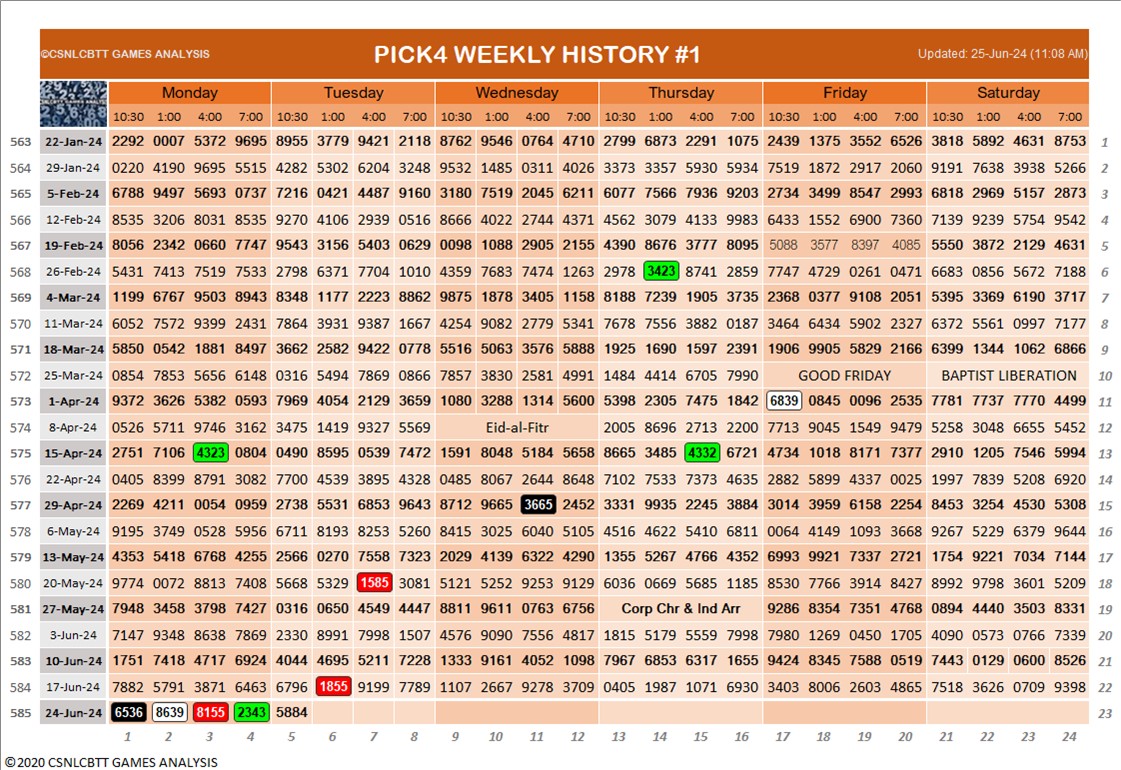 ©CSNLCBTT GAMES ANALYSIS PICK4 WEEKLY HISTORY #1 Updated: 25-Jun-24 (11:08 AM)
Monday Tuesday Wednesday Thursday Friday Saturday
10:30 1:00 4:00 7:00 10:30 1:00 4:00 7:00 10:30 1:00 4:00 7:00 10:30 1:00 4:00 7:00 10:30 1:00 4:00 7:00 10:30 1:00 4:00 7:00
563 22-Jan-24 2292 0007 5372 9695 8955 3779 9421 2118 8762 9546 0764 4710 2799 6873 2291 1075 2439 1375 3552 6526 3818 5892 4631 8753 1
564 29-Jan-24 0220 4190 9695 5515 4282 5302 6204 3248 9532 1485 0311 4026 3373 3357 5930 5934 7519 1872 2917 2060 9191 7638 3938 5266 2
565 5-Feb-24 6788 9497 5693 0737 7216 0421 4487 9160 3180 7519 2045 6211 6077 7566 7936 9203 2734 3499 8547 2993 6818 2969 5157 2873 3
566 12-Feb-24 8535 3206 8031 8535 9270 4106 2939 0516 8666 4022 2744 4371 4562 3079 4133 9983 6433 1552 6900 7360 7139 9239 5754 9542 4
567 19-Feb-24 8056 2342 0660 7747 9543 3156 5403 0629 0098 1088 2905 2155 4390 8676 3777 8095 5088 3577 8397 4085 5550 3872 2129 4631 5
568 26-Feb-24 5431 7413 7519 7533 2798 6371 7704 1010 4359 7683 7474 1263 2978 3423 8741 2859 7747 4729 0261 0471 6683 0856 5672 7188 6
569 4-Mar-24 1199 6767 9503 8943 8348 1177 2223 8862 9875 1878 3405 1158 8188 7239 1905 3735 2368 0377 9108 2051 5395 3369 6190 3717 7
570 11-Mar-24 6052 7572 9399 2431 7864 3931 9387 1667 4254 9082 2779 5341 7678 7556 3882 0187 3464 6434 5902 2327 6372 5561 0997 7177 8
571 18-Mar-24 5850 0542 1881 8497 3662 2582 9422 0778 5516 5063 3576 5888 1925 1690 1597 2391 1906 9905 5829 2166 6399 1344 1062 6866 9
572 25-Mar-24 0854 7853 5656 6148 0316 5494 7869 0866 7857 3830 2581 4991 1484 4414 6705 7990 GOOD FRIDAY BAPTIST LIBERATION 10
573 1-Apr-24 9372 3626 5382 0593 7969 4054 2129 3659 1080 3288 1314 5600 5398 2305 7475 1842 6839 0845 0096 2535 7781 7737 7770 4499 11
574 8-Apr-24 0526 5711 9746 3162 3475 1419 9327 5569 Eid-al-Fitr 2005 8696 2713 2200 7713 9045 1549 9479 5258 3048 6655 5452 12
575 15-Apr-24 2751 7106 4323 0804 0490 8595 0539 7472 1591 8048 5184 5658 8665 3485 4332 6721 4734 1018 8171 7377 2910 1205 7546 5994 13
576 22-Apr-24 0405 8399 8791 3082 7700 4539 3895 4328 0485 8067 2644 8648 7102 7533 7373 4635 2882 5899 4337 0025 1997 7839 5208 6920 14
577 29-Apr-24 2269 4211 0054 0959 2738 5531 6853 9643 8712 9665 3665 2452 3331 9935 2245 3884 3014 3959 6158 2254 8453 3254 4530 5308 15
578 6-May-24 9195 3749 0528 5956 6711 8193 8253 5260 8415 3025 6040 5105 4516 4622 5410 6811 0064 4149 1093 3668 9267 5229 6379 9644 16
579 13-May-24 4353 5418 6768 4255 2566 0270 7558 7323 2029 4139 6322 4290 1355 5267 4766 4352 6993 9921 7337 2721 1754 9221 7034 7144 17
580 20-May-24 9774 0072 8813 7408 5668 5329 1585 3081 5121 5252 9253 9129 6036 0669 5685 1185 8530 3766 3914 8427 8992 9798 3601 5209 18
581 27-May-24 7948 3458 3798 7427 0316 0650 4549 4447 8811 9611 0763 6756 Corp Chr & Ind Arr 9286 8354 7351 4768 0894 4440 3503 8331 19
582 3-Jun-24 7147 9348 8638 7869 2330 8991 7998 1507 4576 9090 7556 4817 1815 5179 5559 7998 7980 1269 0450 1705 4090 0573 0766 7339 20
583 10-Jun-24 1751 7418 4717 6924 4044 4695 5211 7228 1333 9161 4052 1098 7967 6853 6317 1655 9424 8345 7588 0519 7443 0129 0600 8526 21
584 17-Jun-24 7882 5791 3871 6463 6796 1855 9199 7789 1107 2667 9278 3709 0405 1987 1071 6930 3403 8006 2603 4865 7518 3626 0709 9398 22
585 24-Jun-24 6536 8639 8155 2343 5884 23
1 2 3 4 5 6 7 8 9 10 11 12 13 14 15 16 17 18 19 20 21 22 23 24
©2020 CSNLCBTT GAMES ANALYSIS